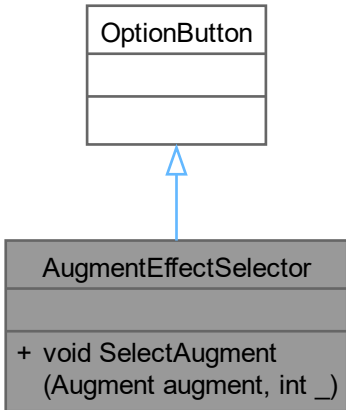 OptionButton
AugmentEffectSelector
+ void SelectAugment
(Augment augment, int _)